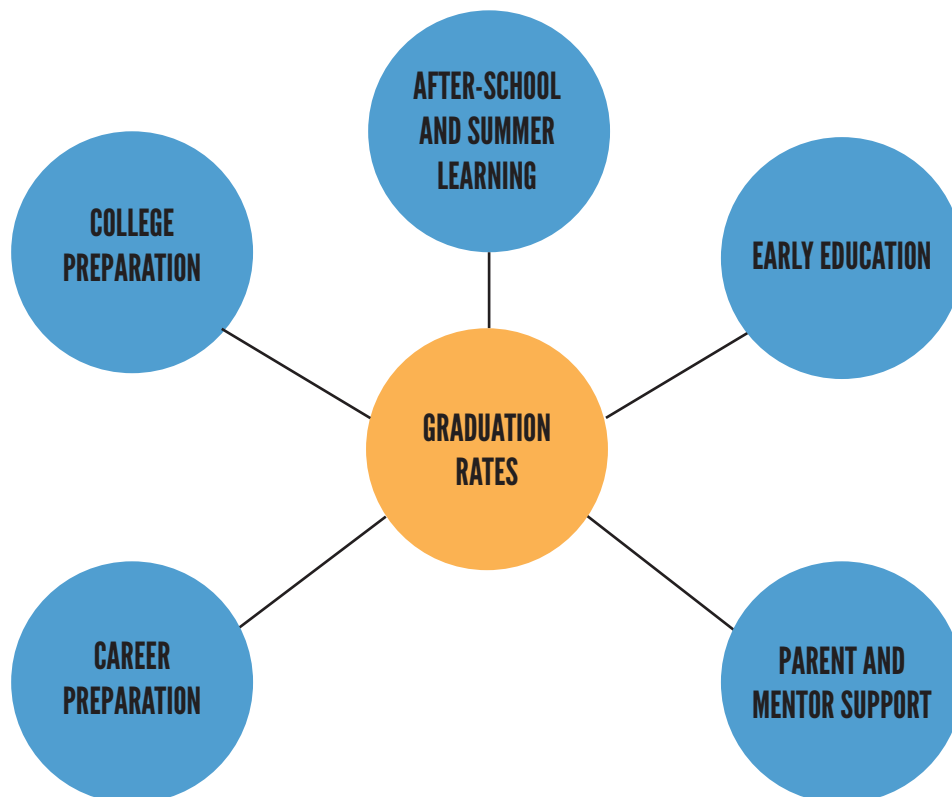 AFTER-SCHOOL
AND SUMMER
LEARNING
COLLEGE
PREPARATION
EARLY EDUCATION
GRADUATION
RATES
CAREER
PREPARATION
PARENT AND
MENTOR SUPPORT